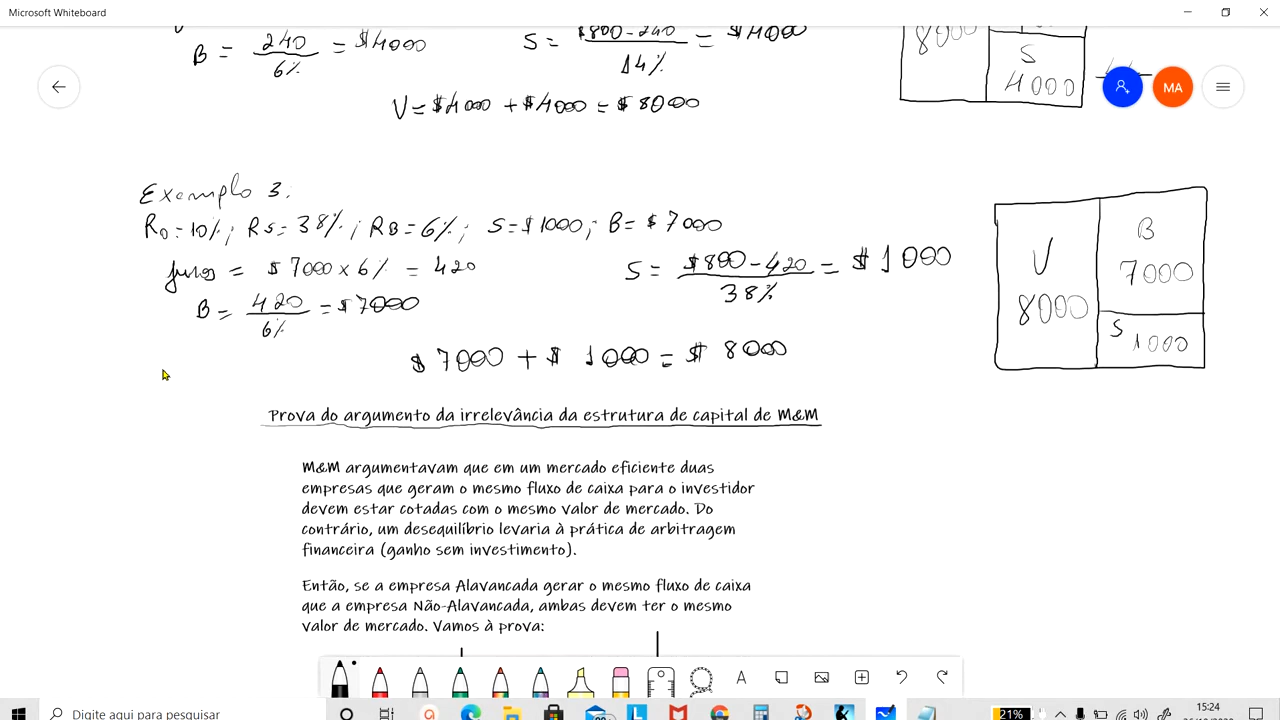 Microsoft Whiteboard
B = 240 / 6% = $4000
S = $800-240 / 14% = $4000
8000
S
4000
V = $4000 + $4000 = $8000
MA
Exemplo 3.
R0 = 10%; RS = 38%; RB = 6%; S = $1000; B = $7000
juros = $7000 x 6% = 420
S = $800 - 420 / 38% = $1000
B = 420 / 6% = $7000
V
8000
B
7000
S
1000
$7000 + $1000 = $8000
Prova do argumento da irrelevância da estrutura de capital de M&M
M&M argumentavam que em um mercado eficiente duas
empresas que geram o mesmo fluxo de caixa para o investidor
devem estar cotadas com o mesmo valor de mercado. Do
contrário, um desequilíbrio levaria à prática de arbitragem
financeira (ganho sem investimento).
Então, se a empresa Alavancada gerar o mesmo fluxo de caixa
que a empresa Não-Alavancada, ambas devem ter o mesmo
valor de mercado. Vamos à prova:
A
Digite aqui para pesquisar
21%
15:24